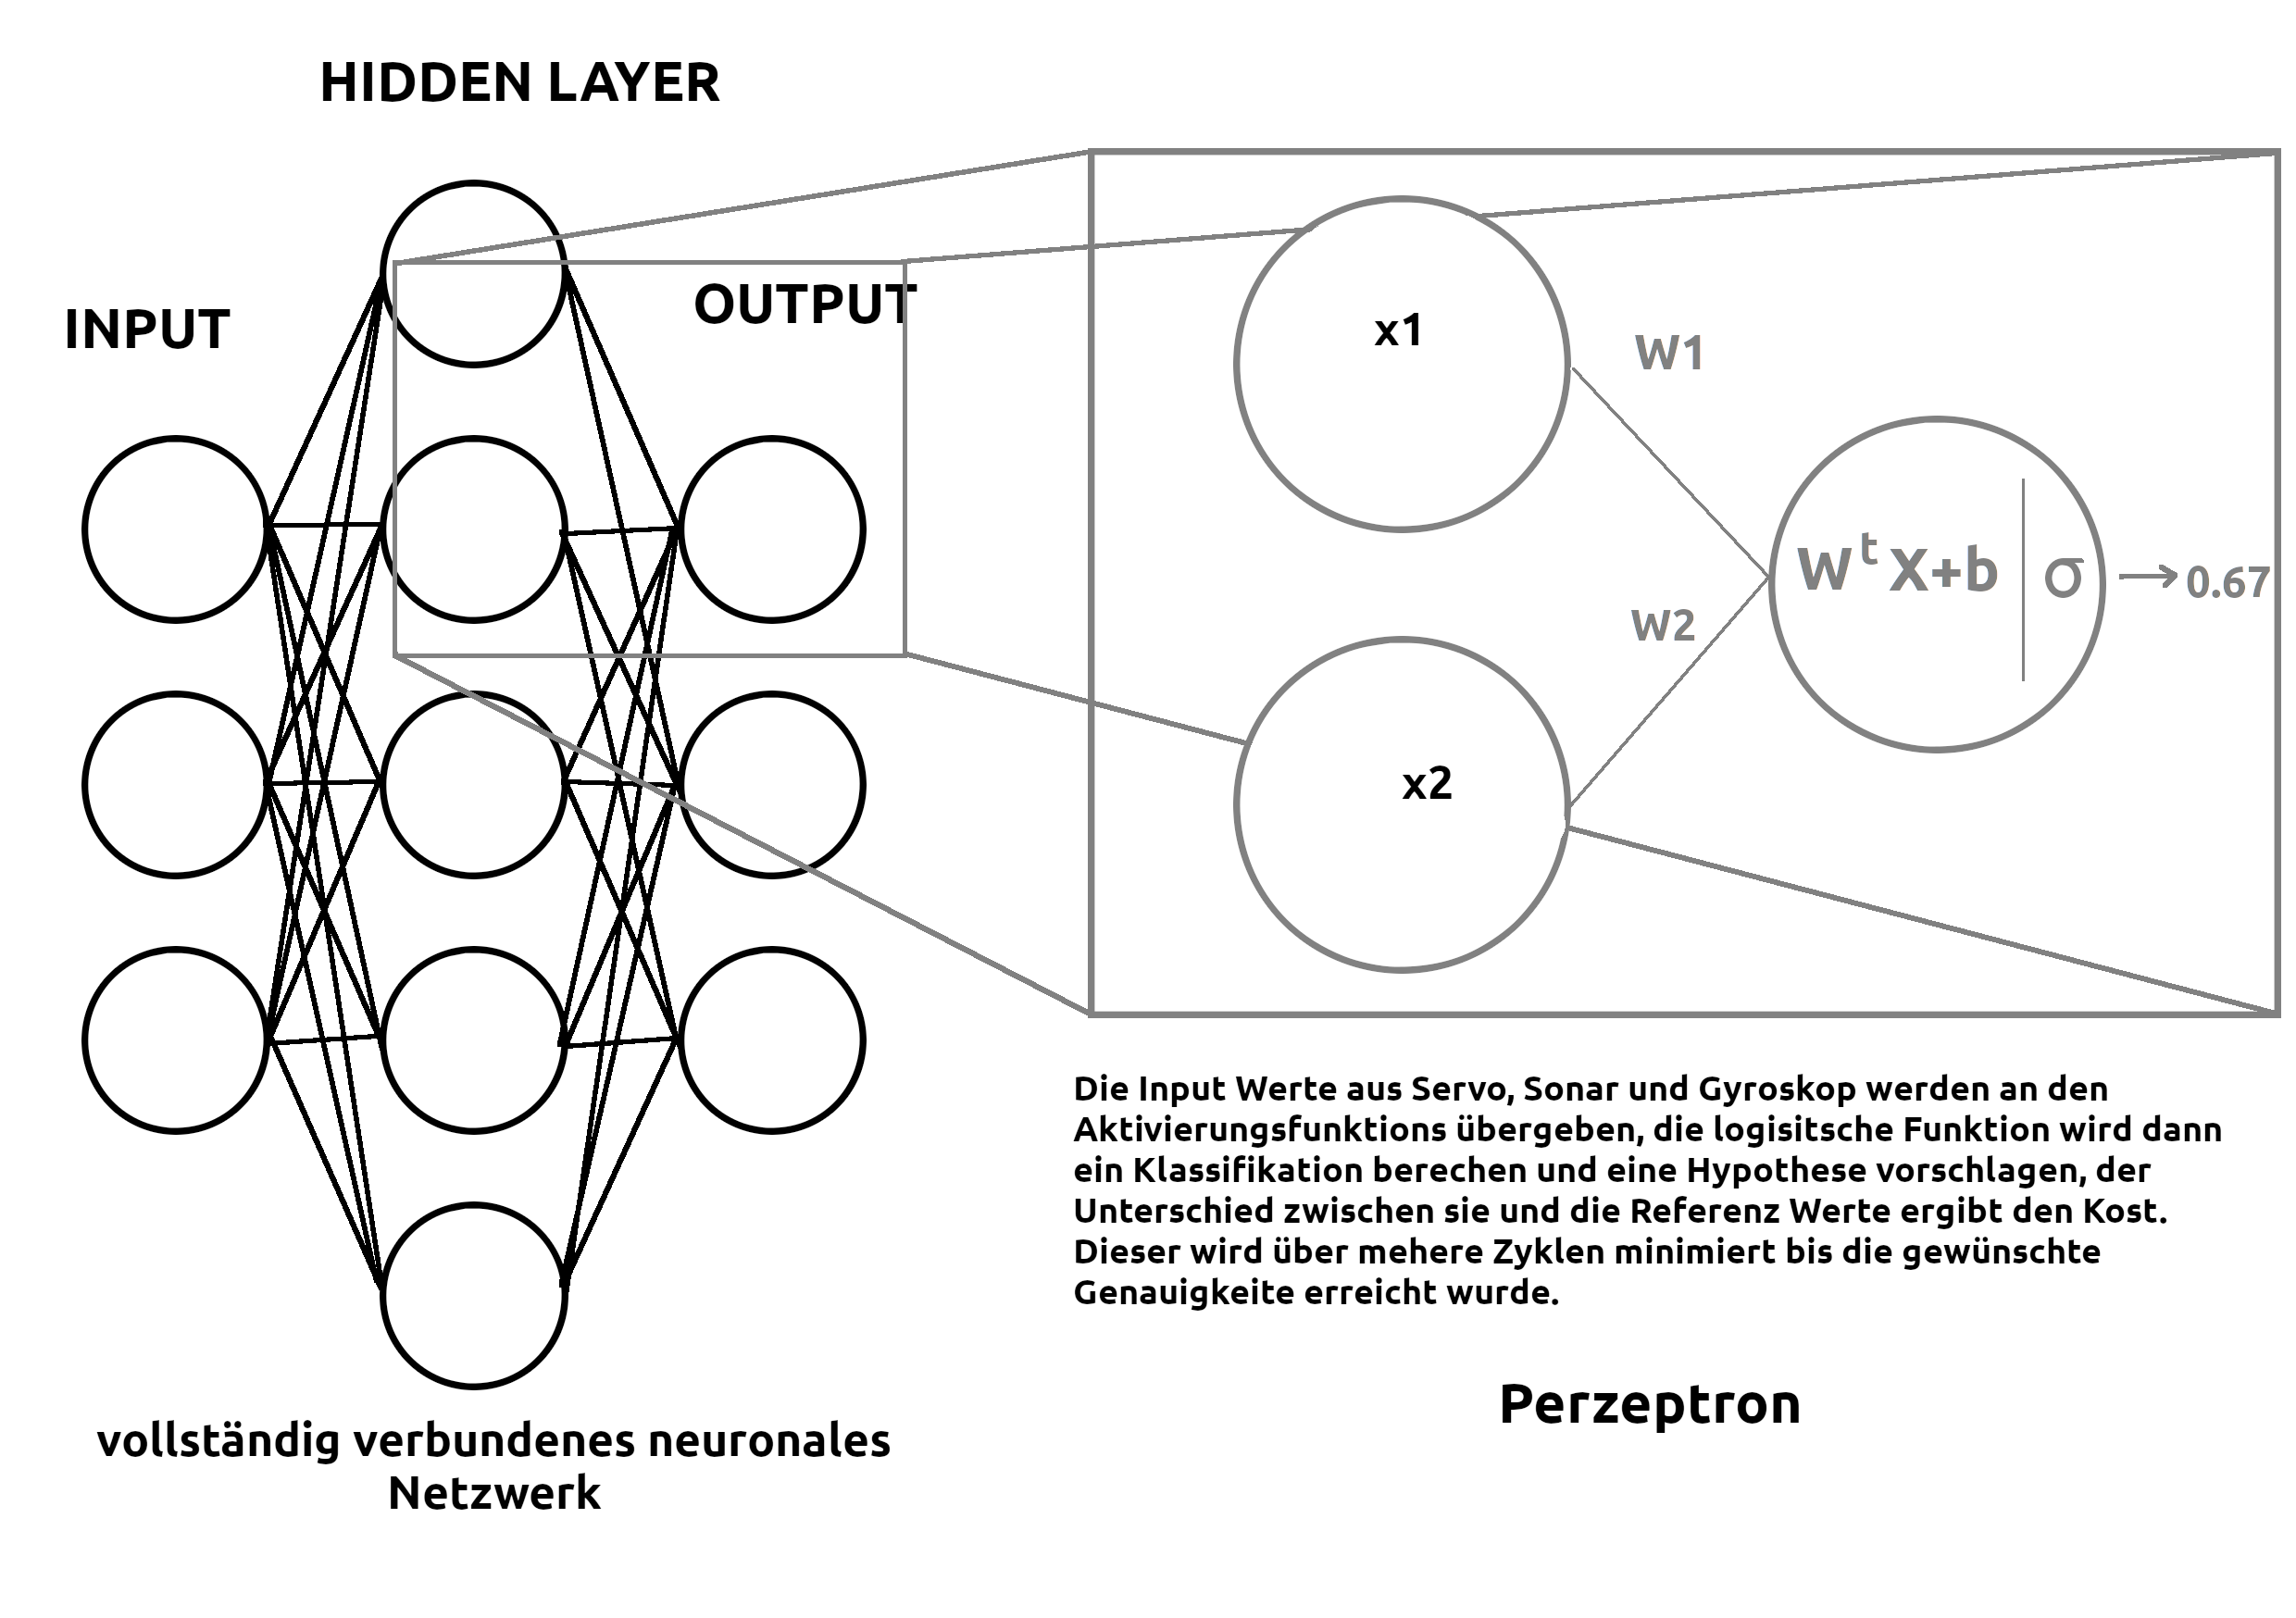 HIDDEN LAYER
INPUT
OUTPUT
x1
W1
W t X+b σ → 0.67
W2
x2
Die Input Werte aus Servo, Sonar und Gyroskop werden an den
Aktivierungsfunktions übergeben, die logisitsche Funktion wird dann
ein Klassifikation berechen und eine Hypothese vorschlagen, der
Unterschied zwischen sie und die Referenz Werte ergibt den Kost.
Dieser wird über mehere Zyklen minimiert bis die gewünschte
Genauigkeite erreicht wurde.
Perzeptron
vollständig verbundenes neuronales
Netzwerk